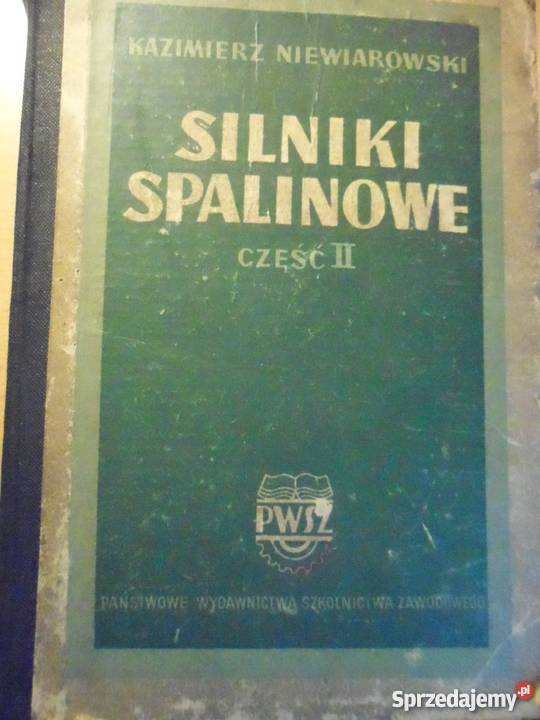 KAZIMIERZ NIEWIAROWSKI
SILNIKI
SPALINOWE
CZĘŚĆ II
PWSZ
PAŃSTWOWE WYDAWNICTWA SZKOLNICTWA ZAWODOWEGO
Sprzedajemy.pl